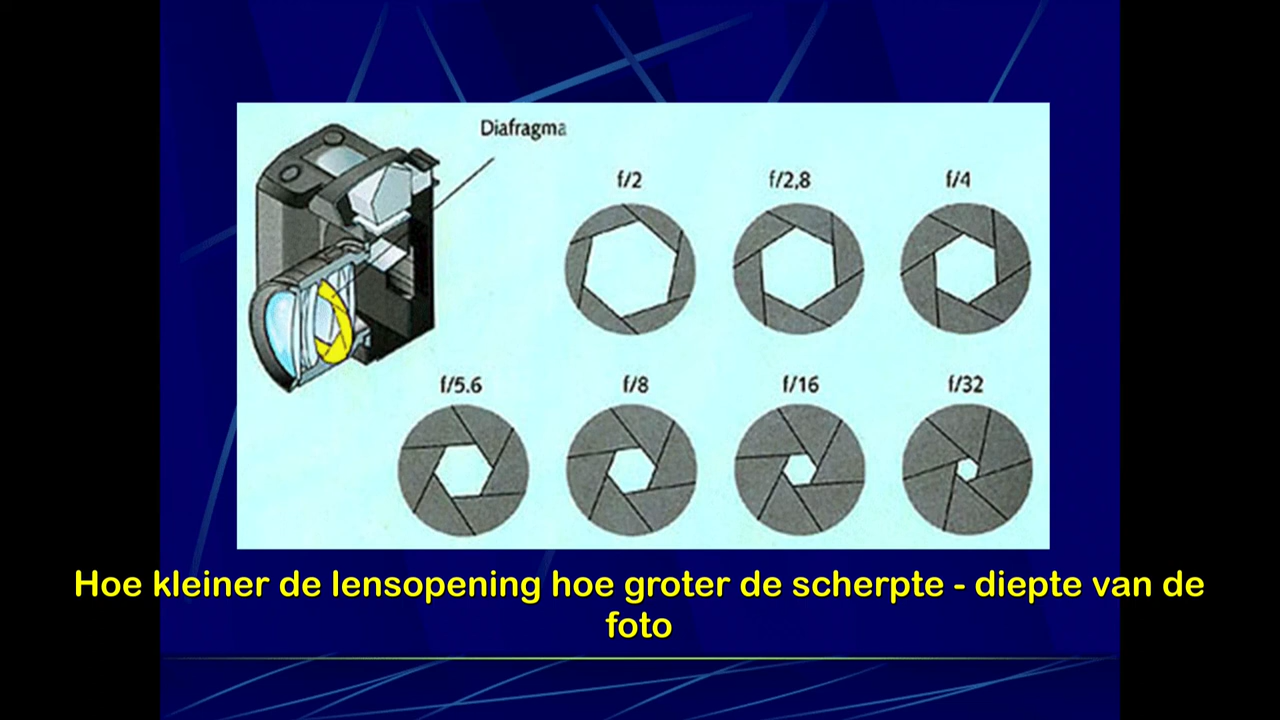 Diafragma
f/2 f/2,8 f/4
f/5.6 f/8 f/16 f/32
Hoe kleiner de lensopening hoe groter de scherpte - diepte van de
foto